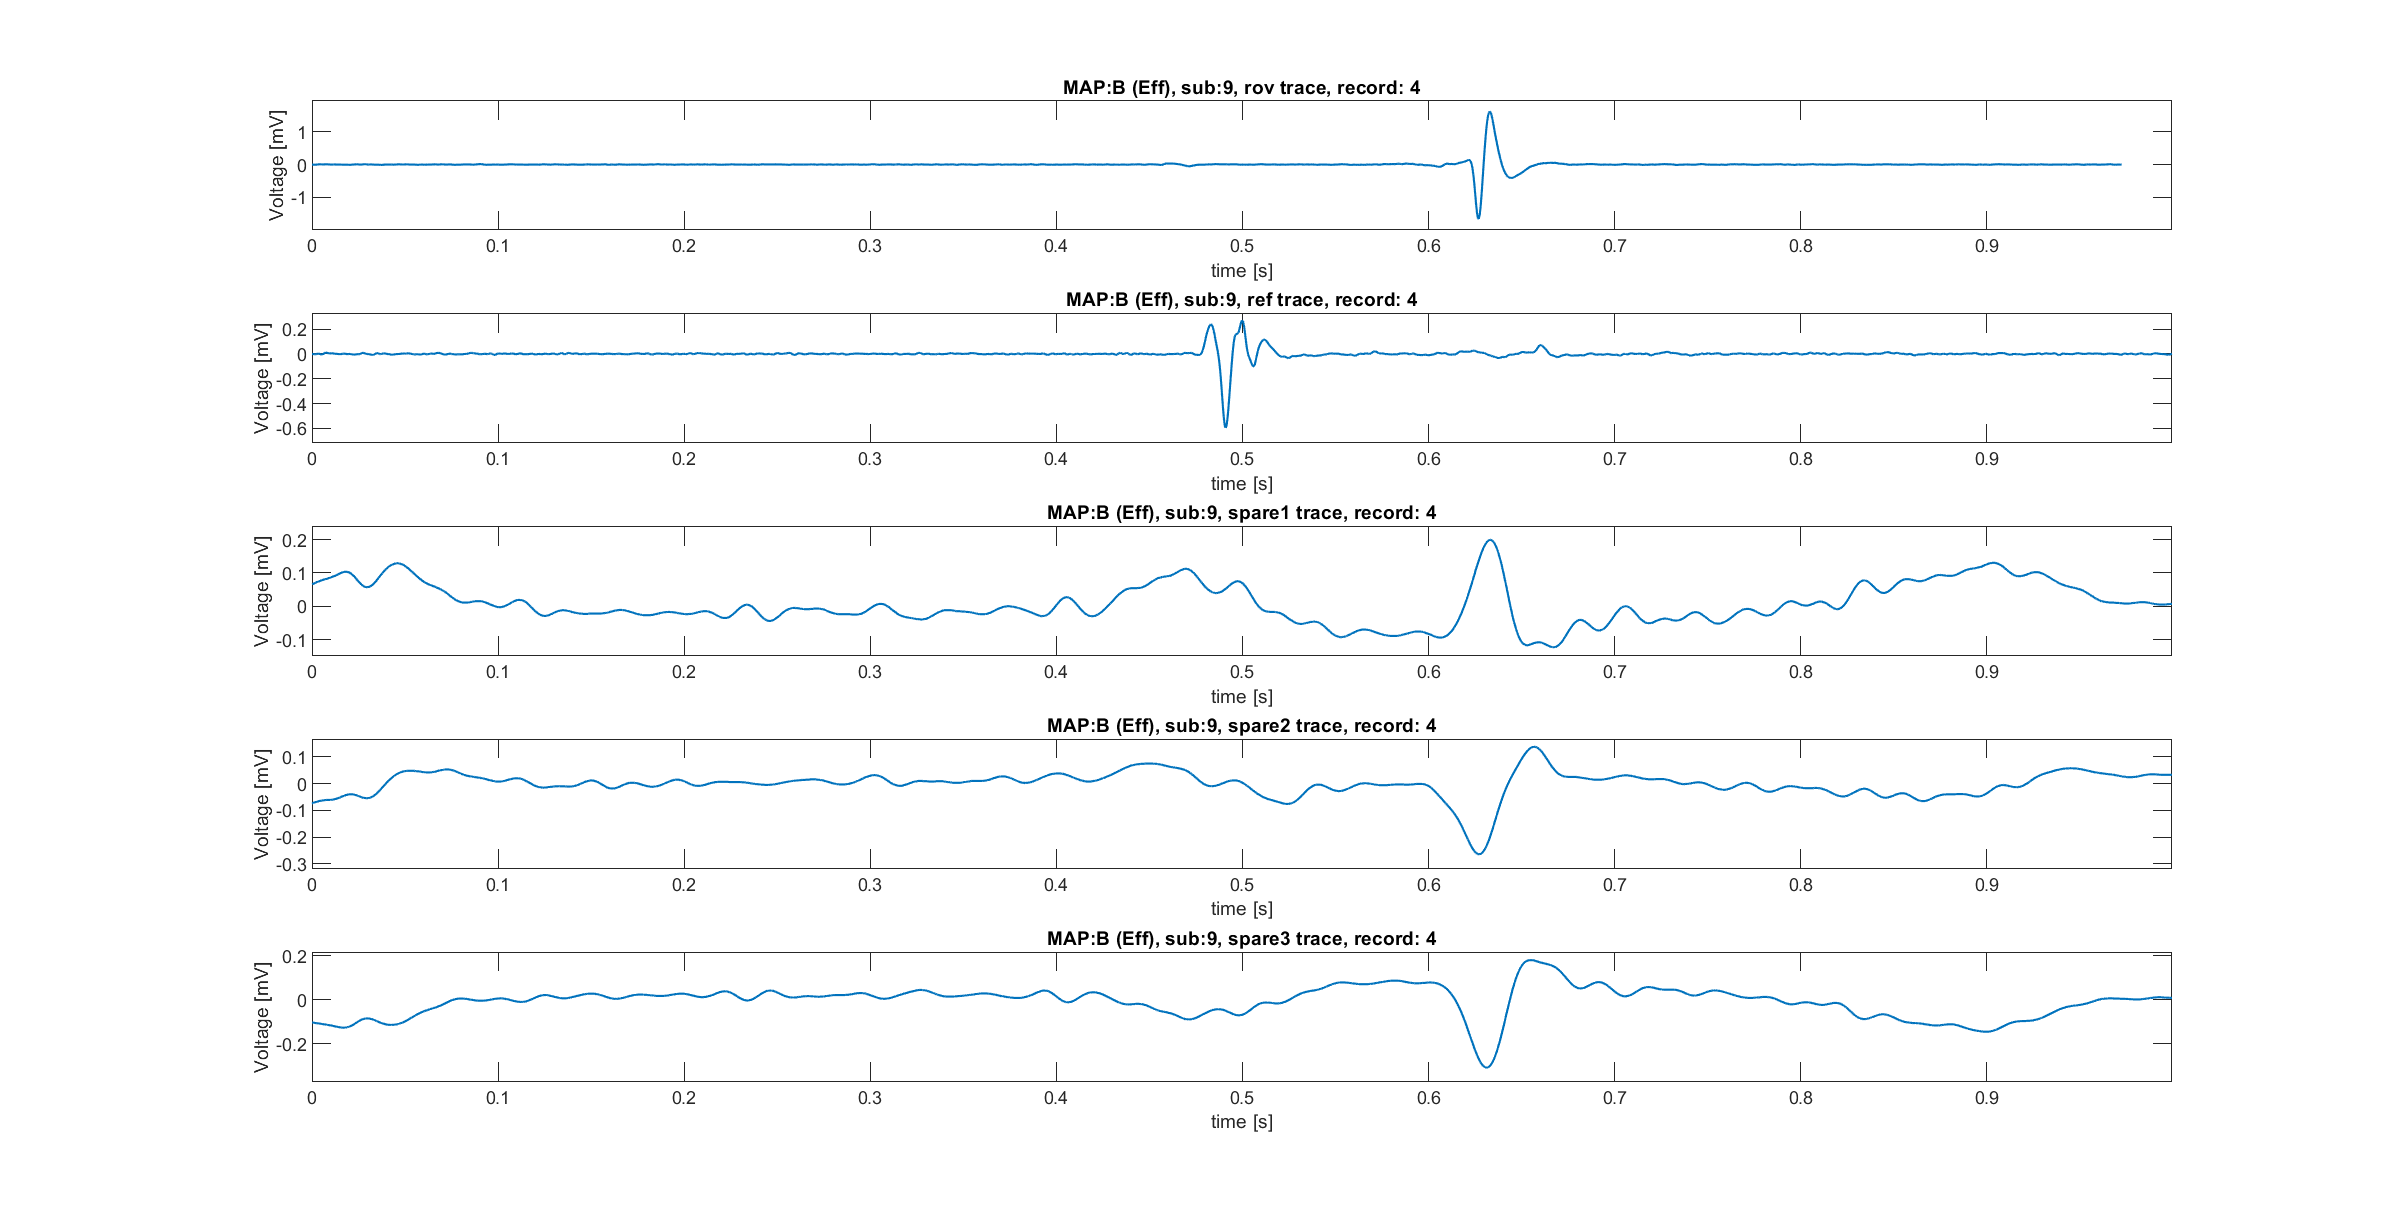 MAP:B (Eff), sub:9, rov trace, record: 4
Voltage [mV]
1
0
-1
0 0.1 0.2 0.3 0.4 0.5 0.6 0.7 0.8 0.9
time [s]
MAP:B (Eff), sub:9, ref trace, record: 4
Voltage [mV]
0.2
0
-0.2
-0.4
-0.6
0 0.1 0.2 0.3 0.4 0.5 0.6 0.7 0.8 0.9
time [s]
MAP:B (Eff), sub:9, spare1 trace, record: 4
Voltage [mV]
0.2
0.1
0
-0.1
0 0.1 0.2 0.3 0.4 0.5 0.6 0.7 0.8 0.9
time [s]
MAP:B (Eff), sub:9, spare2 trace, record: 4
Voltage [mV]
0.1
0
-0.1
-0.2
-0.3
0 0.1 0.2 0.3 0.4 0.5 0.6 0.7 0.8 0.9
time [s]
MAP:B (Eff), sub:9, spare3 trace, record: 4
Voltage [mV]
0.2
0
-0.2
0 0.1 0.2 0.3 0.4 0.5 0.6 0.7 0.8 0.9
time [s]